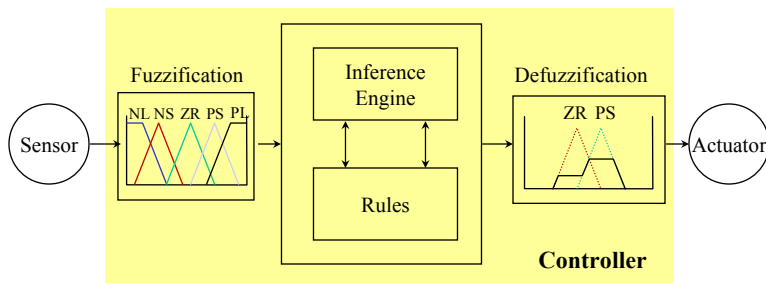 Fuzzification
NL NS ZR PS PL
Sensor
Inference
Engine
Rules
Defuzzification
ZR PS
Actuator
Controller